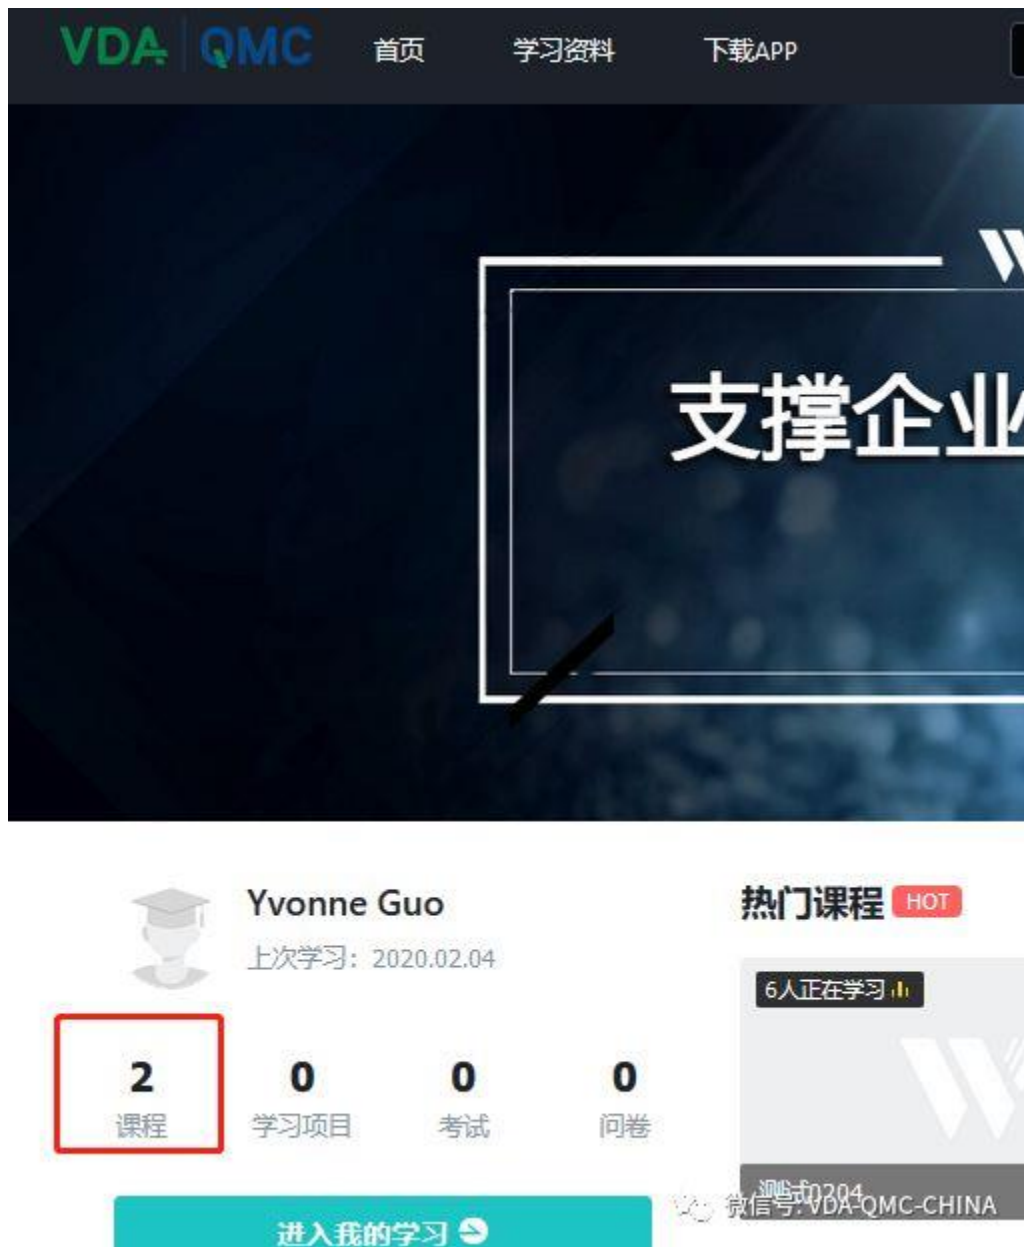 VDA QMC 首页 学习资料 下载APP
支撑企业
Yvonne Guo
上次学习：2020.02.04
2 0 0 0
课程 学习项目 考试 问卷
进入我的学习
热门课程 HOT
6人正在学习
测试0204
微信号: VDA-QMC-CHINA